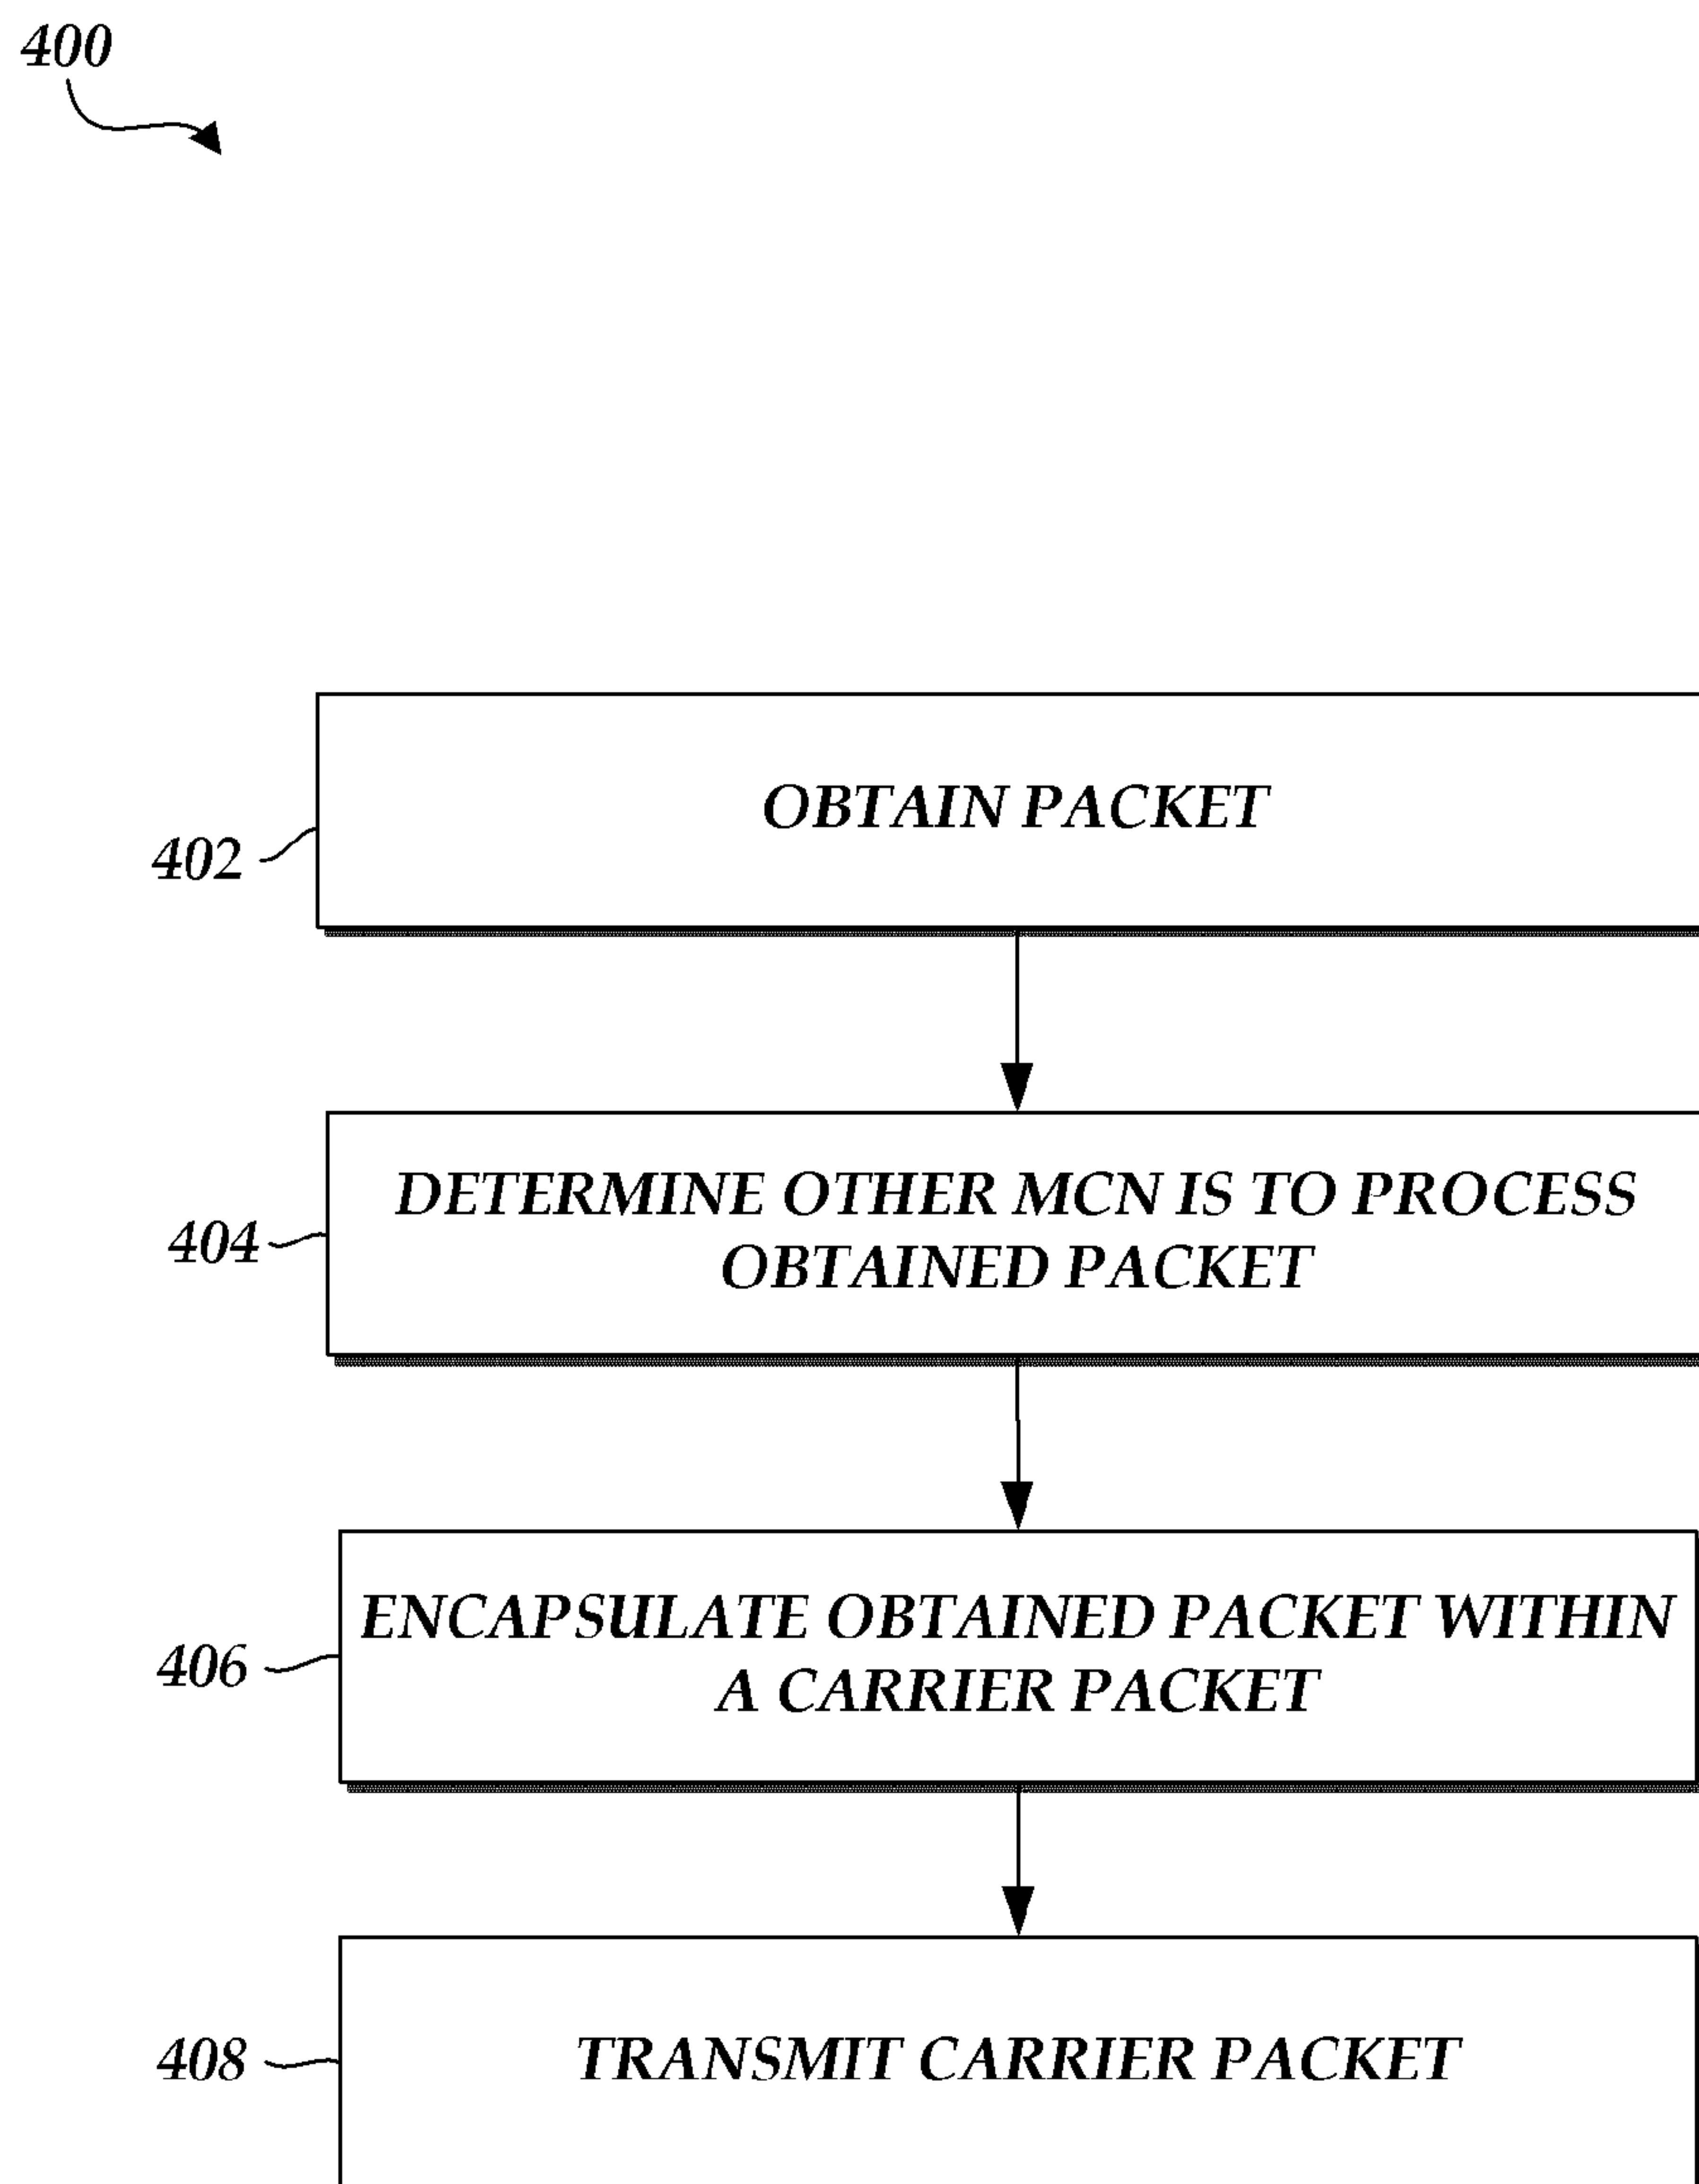 400
OBTAIN PACKET
402
DETERMINE OTHER MCN IS TO PROCESS
OBTAINED PACKET
404
ENCAPSULATE OBTAINED PACKET WITHIN
A CARRIER PACKET
406
TRANSMIT CARRIER PACKET
408